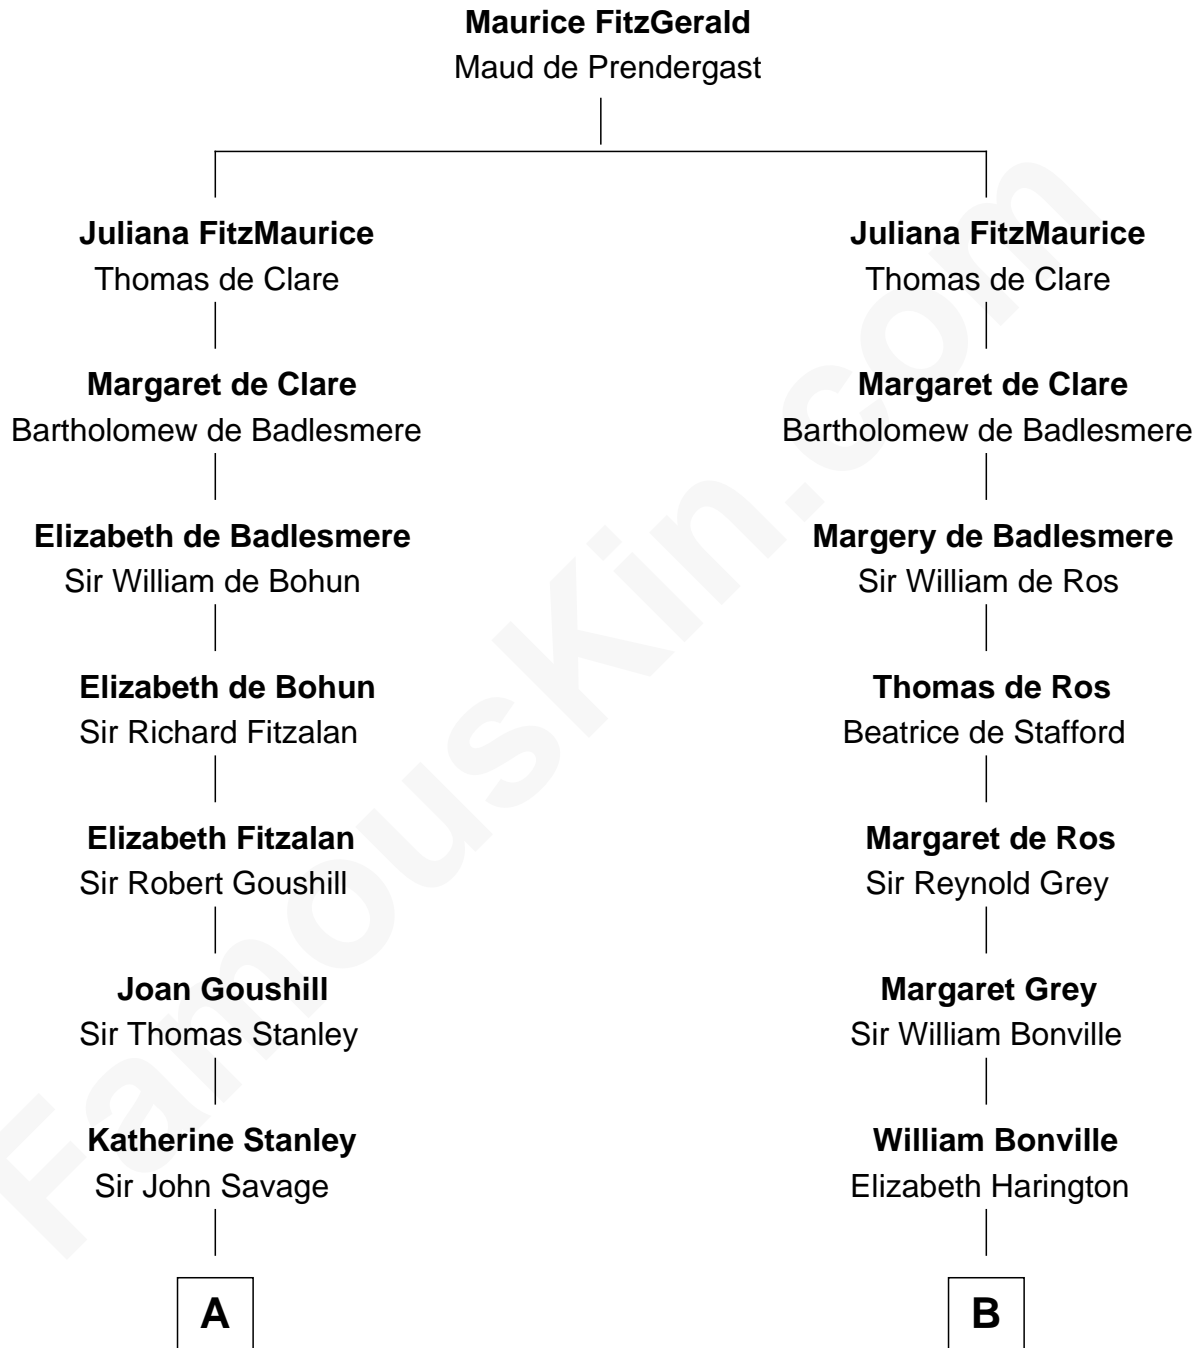 Maurice FitzGerald
Maud de Prendergast
Juliana FitzMaurice
Thomas de Clare
Margaret de Clare
Bartholomew de Badlesmere
Elizabeth de Badlesmere
Sir William de Bohun
Elizabeth de Bohun
Sir Richard Fitzalan
Elizabeth Fitzalan
Sir Robert Goushill
Joan Goushill
Sir Thomas Stanley
Katherine Stanley
Sir John Savage
A
Juliana FitzMaurice
Thomas de Clare
Margaret de Clare
Bartholomew de Badlesmere
Margery de Badlesmere
Sir William de Ros
Thomas de Ros
Beatrice de Stafford
Margaret de Ros
Sir Reynold Grey
Margaret Grey
Sir William Bonville
William Bonville
Elizabeth Harington
B
FamousKin.com